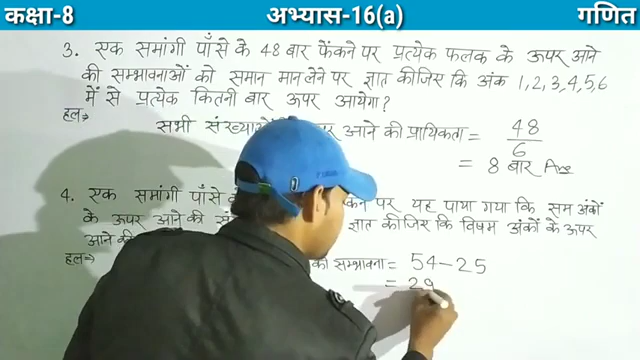 कक्षा-8 अभ्यास-16(a) गणित
3. एक समांगी पाँसे के 48 बार फेंकने पर प्रत्येक फलक के ऊपर आने
की सम्भावनाओं को समान मान लेने पर ज्ञात कीजिए कि अंक 1,2,3,4,5,6
में से प्रत्येक कितनी बार ऊपर आयेगा?
हल⇒
सभी संख्यायों आने की प्रायिकता = 48/6
= 8 बार Ans
4. एक समांगी पाँसे पर यह पाया गया कि सम अंकों
के ऊपर आने की ज्ञात कीजिए कि विषम अंकों के ऊपर
आने की
हल⇒ की सम्भावना = 54-25
= 29